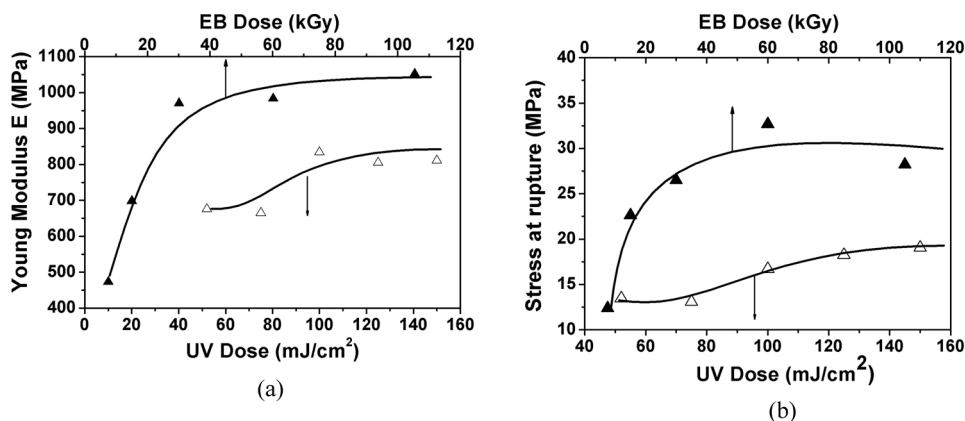 EB Dose (kGy)
0 20 40 60 80 100 120
1100
1000
900
800
700
600
500
400
Young Modulus E (MPa)
0 20 40 60 80 100 120 140 160
UV Dose (mJ/cm²)
(a)
EB Dose (kGy)
0 20 40 60 80 100 120
40
35
30
25
20
15
10
Stress at rupture (MPa)
40 60 80 100 120 140 160
UV Dose (mJ/cm²)
(b)